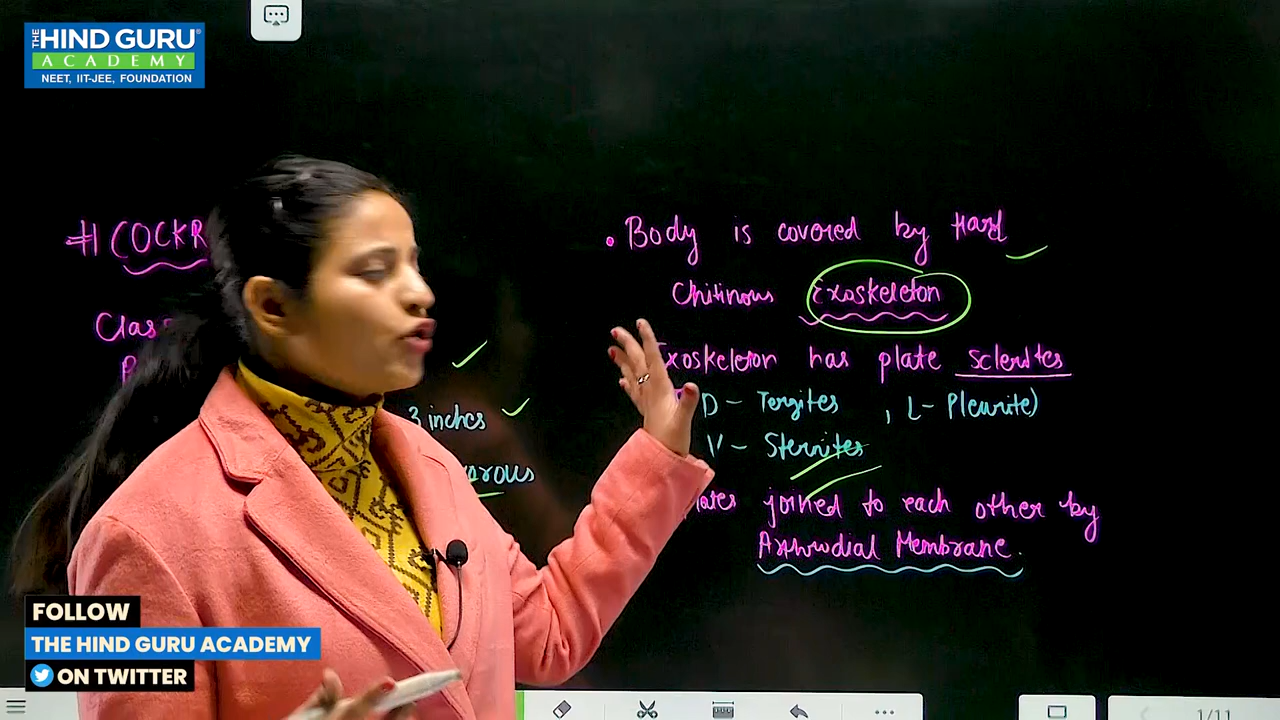 THE HIND GURU
ACADEMY
NEET, IIT-JEE, FOUNDATION
# COCKR
Clas
3 inches
orous
• Body is covered by Hard
Chitinous Exoskeleton
Exoskeleton has plate sclerites
D - Tergites , L - Pleurite)
V - Sternites
lates joined to each other by
Arthrodial Membrane.
FOLLOW
THE HIND GURU ACADEMY
ON TWITTER
1/11